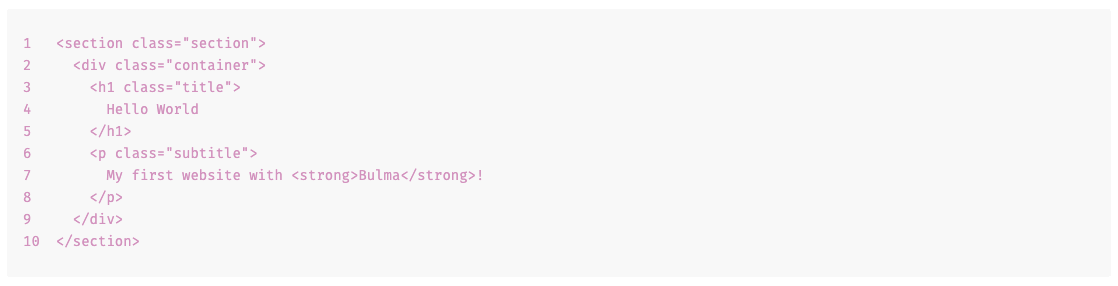 1 <section class="section">
2   <div class="container">
3     <h1 class="title">
4       Hello World
5     </h1>
6     <p class="subtitle">
7       My first website with <strong>Bulma</strong>!
8     </p>
9   </div>
10 </section>